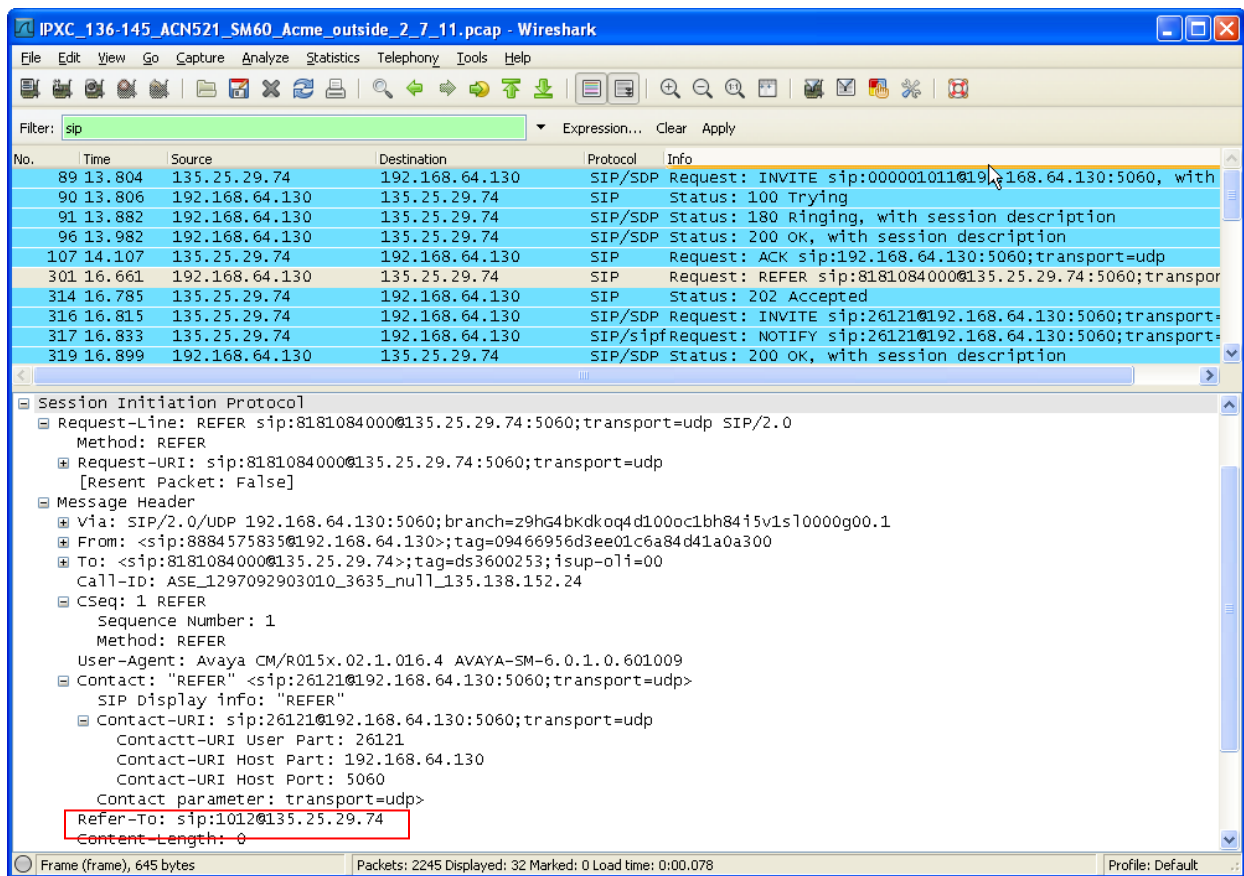 IPXC_136-145_ACN521_SM60_Acme_outside_2_7_11.pcap - Wireshark
File Edit View Go Capture Analyze Statistics Telephony Tools Help
Filter: sip Expression... Clear Apply
No. Time Source Destination Protocol Info
89 13.804 135.25.29.74 192.168.64.130 SIP/SDP Request: INVITE sip:000001011@19 168.64.130:5060, with
90 13.806 192.168.64.130 135.25.29.74 SIP Status: 100 Trying
91 13.882 192.168.64.130 135.25.29.74 SIP/SDP Status: 180 Ringing, with session description
96 13.982 192.168.64.130 135.25.29.74 SIP/SDP Status: 200 OK, with session description
107 14.107 135.25.29.74 192.168.64.130 SIP Request: ACK sip:192.168.64.130:5060;transport=udp
301 16.661 192.168.64.130 135.25.29.74 SIP Request: REFER sip:8181084000@135.25.29.74:5060;transpor
314 16.785 135.25.29.74 192.168.64.130 SIP Status: 202 Accepted
316 16.815 135.25.29.74 192.168.64.130 SIP/SDP Request: INVITE sip:26121@192.168.64.130:5060;transport=
317 16.833 135.25.29.74 192.168.64.130 SIP/sipf Request: NOTIFY sip:26121@192.168.64.130:5060;transport=
319 16.899 192.168.64.130 135.25.29.74 SIP/SDP Status: 200 OK, with session description
Session Initiation Protocol
Request-Line: REFER sip:8181084000@135.25.29.74:5060;transport=udp SIP/2.0
Method: REFER
Request-URI: sip:8181084000@135.25.29.74:5060;transport=udp
[Resent Packet: False]
Message Header
Via: SIP/2.0/UDP 192.168.64.130:5060;branch=z9hG4bKdkoq4d100oc1bh84i5v1sl0000g00.1
From: <sip:8884575835@192.168.64.130>;tag=09466956d3ee01c6a84d41a0a300
To: <sip:8181084000@135.25.29.74>;tag=ds3600253;isup-oli=00
Call-ID: ASE_1297092903010_3635_null_135.138.152.24
CSeq: 1 REFER
Sequence Number: 1
Method: REFER
User-Agent: Avaya CM/R015x.02.1.016.4 AVAYA-SM-6.0.1.0.601009
Contact: "REFER" <sip:26121@192.168.64.130:5060;transport=udp>
SIP Display info: "REFER"
Contact-URI: sip:26121@192.168.64.130:5060;transport=udp
Contactt-URI User Part: 26121
Contact-URI Host Part: 192.168.64.130
Contact-URI Host Port: 5060
Contact parameter: transport=udp>
Refer-To: sip:1012@135.25.29.74
Content-Length: 0
Frame (frame), 645 bytes Packets: 2245 Displayed: 32 Marked: 0 Load time: 0:00.078 Profile: Default